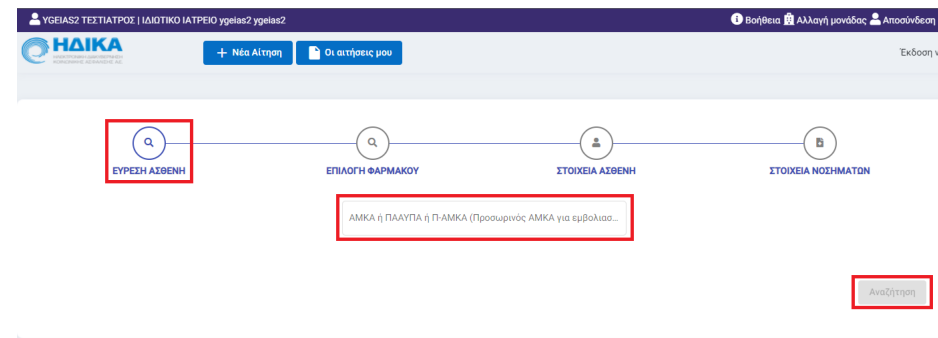 YGEIAS2 ΤΕΣΤΙΑΤΡΟΣ | ΙΔΙΩΤΙΚΟ ΙΑΤΡΕΙΟ ygeias2 ygeias2
Βοήθεια Αλλαγή μονάδας Αποσύνδεση
ΗΔΙΚΑ
+ Νέα Αίτηση
Οι αιτήσεις μου
Έκδοση v
ΕΥΡΕΣΗ ΑΣΘΕΝΗ
ΕΠΙΛΟΓΗ ΦΑΡΜΑΚΟΥ
ΣΤΟΙΧΕΙΑ ΑΣΘΕΝΗ
ΣΤΟΙΧΕΙΑ ΝΟΣΗΜΑΤΩΝ
ΑΜΚΑ ή ΠΑΑΥΠΑ ή Π-ΑΜΚΑ (Προσωρινός ΑΜΚΑ για εμβολιασ...
Αναζήτηση